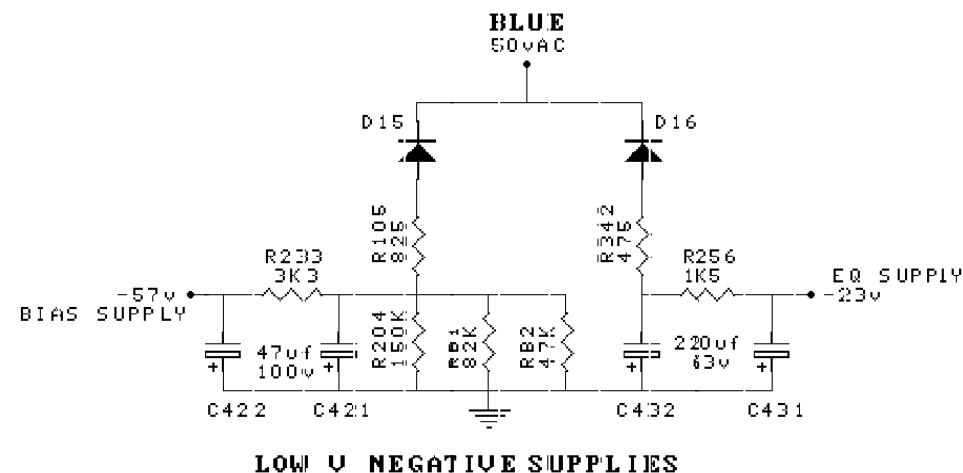 BLUE
50vAC
D15
D16
R105
825
R342
475
R233
3K3
R256
1K5
-57v
BIAS SUPPLY
EQ SUPPLY
-23v
47uf
100v
R204
150K
RB1
82K
RB2
47K
220uf
63v
C422
C421
C432
C431
LOW V NEGATIVE SUPPLIES